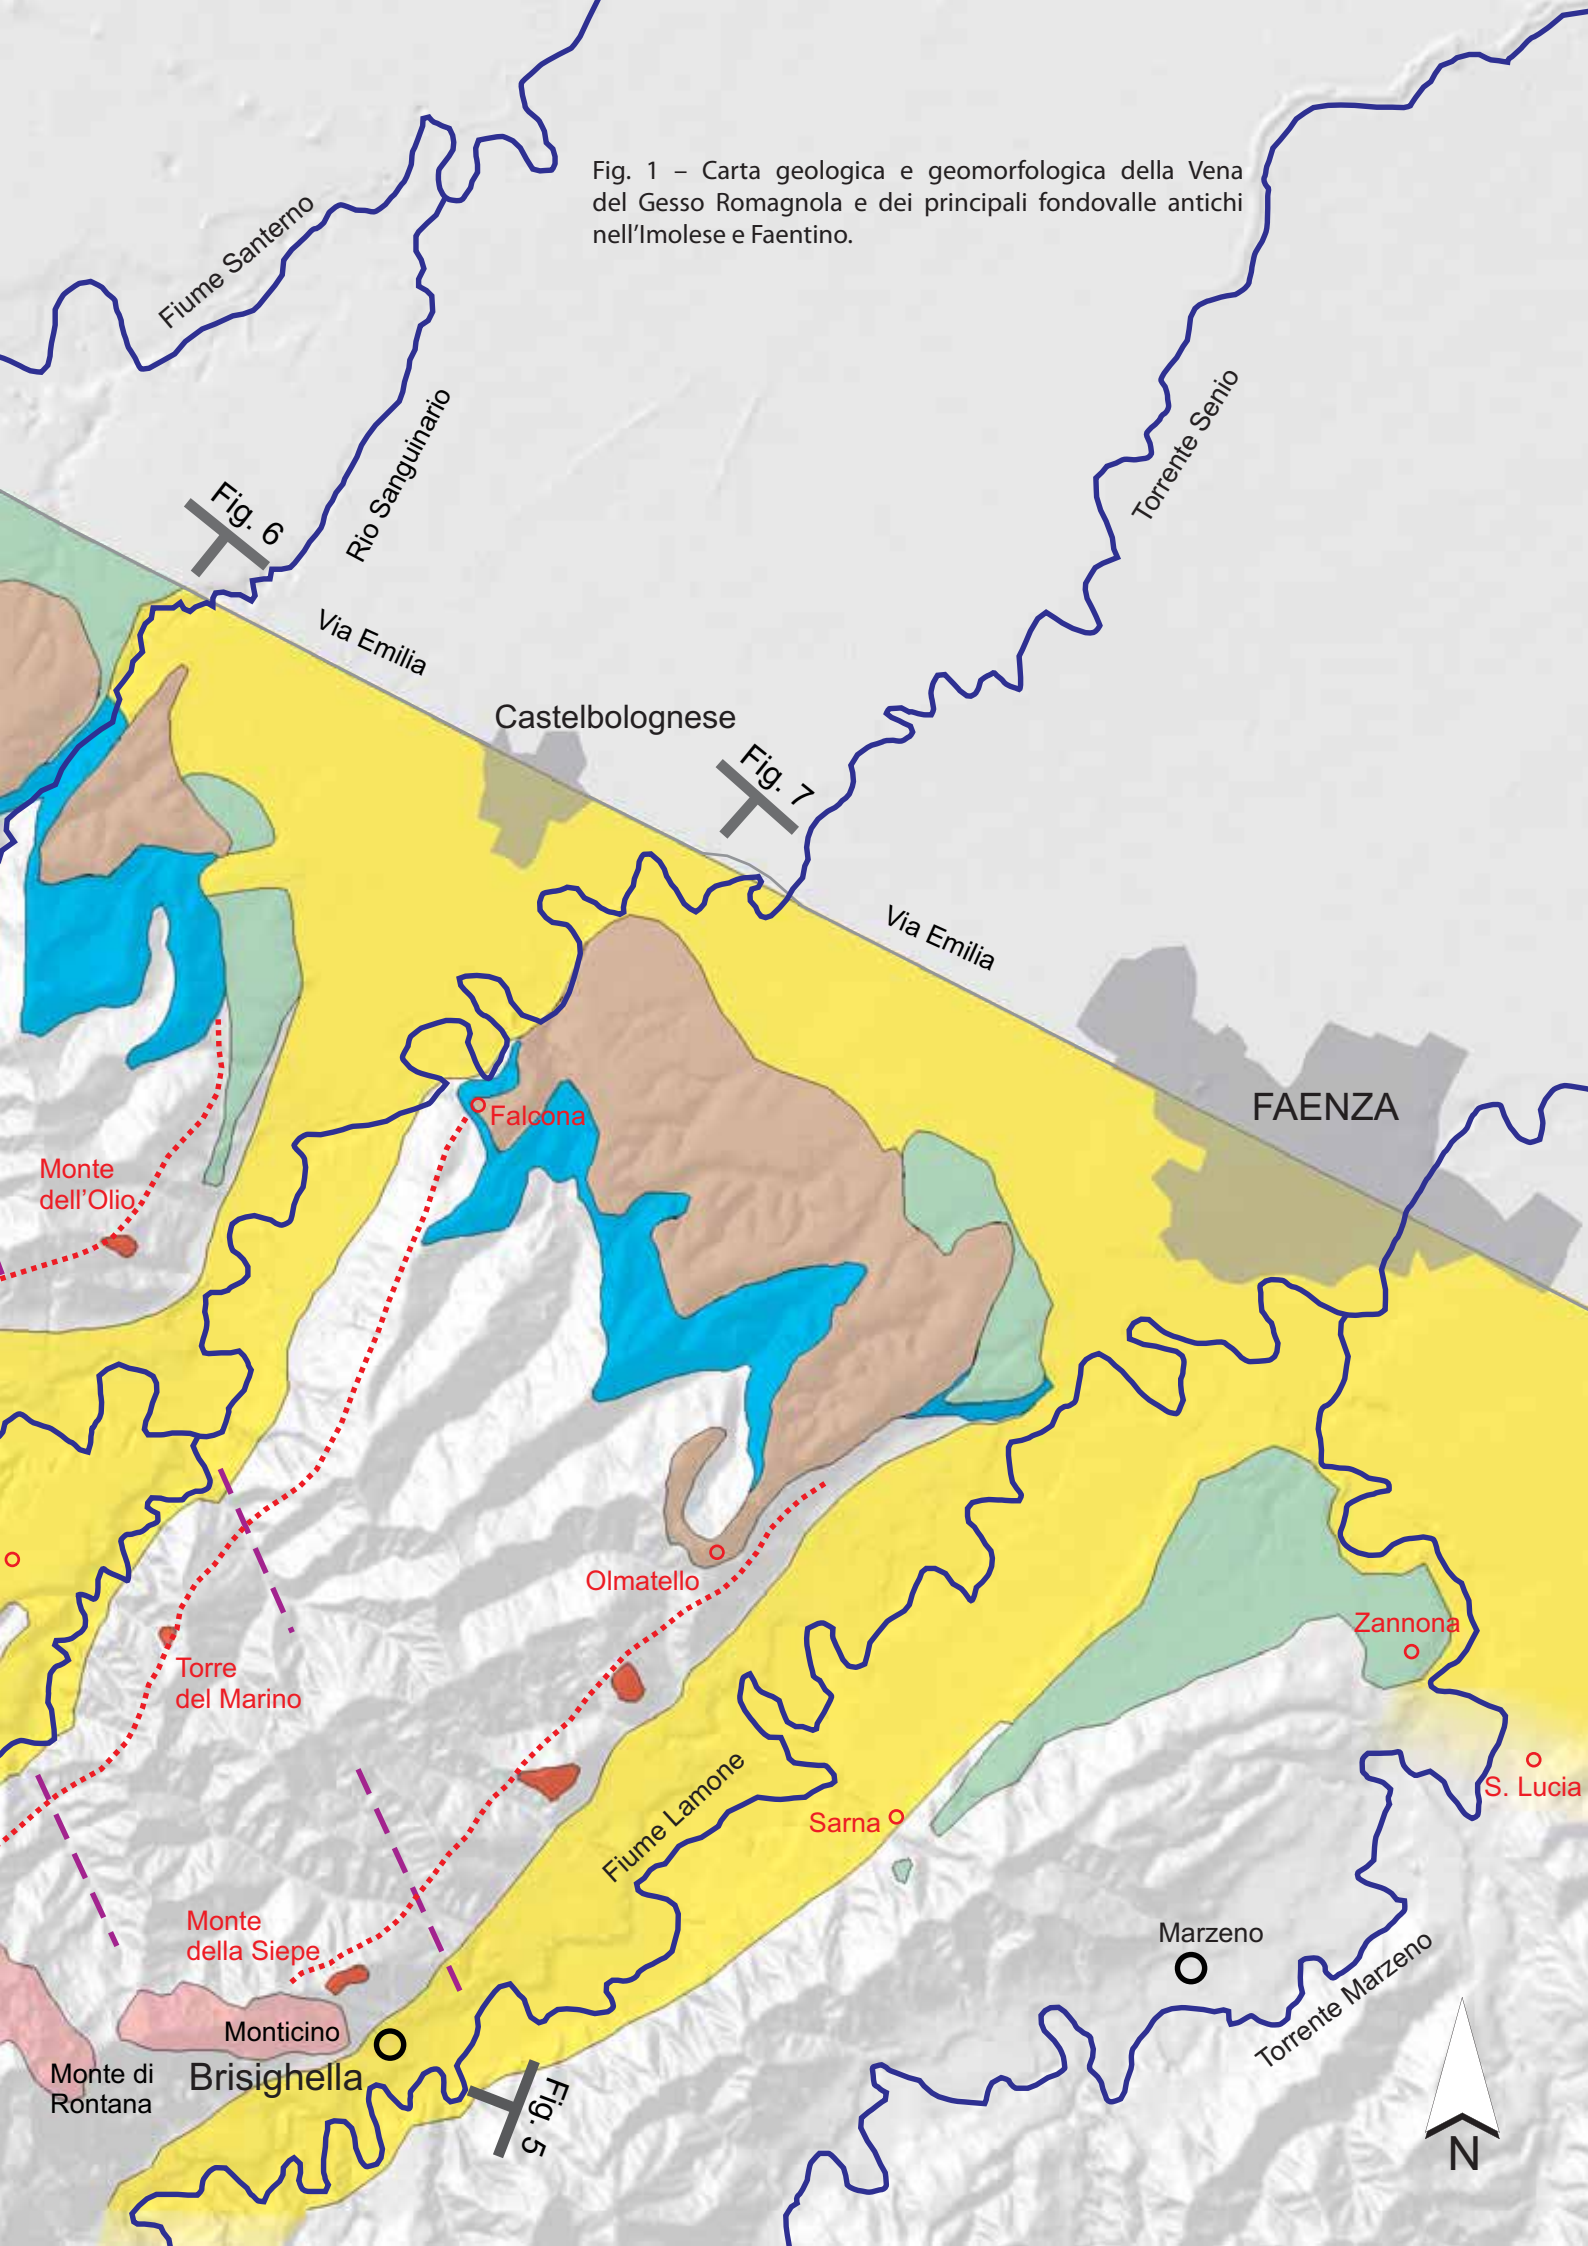 Fig. 1 – Carta geologica e geomorfologica della Vena
del Gesso Romagnola e dei principali fondovalle antichi
nell'Imolese e Faentino.
Fiume Santerno
Rio Sanguinario
Torrente Senio
Fig. 6
Via Emilia
Castelbolognese
Fig. 7
Via Emilia
FAENZA
Falcona
Monte
dell'Olio
Olmatello
Zannona
Torre
del Marino
S. Lucia
Fiume Lamone
Sarna
Monte
della Siepe
Marzeno
Torrente Marzeno
Monticino
Brisighella
Monte di
Rontana
Fig. 5
N